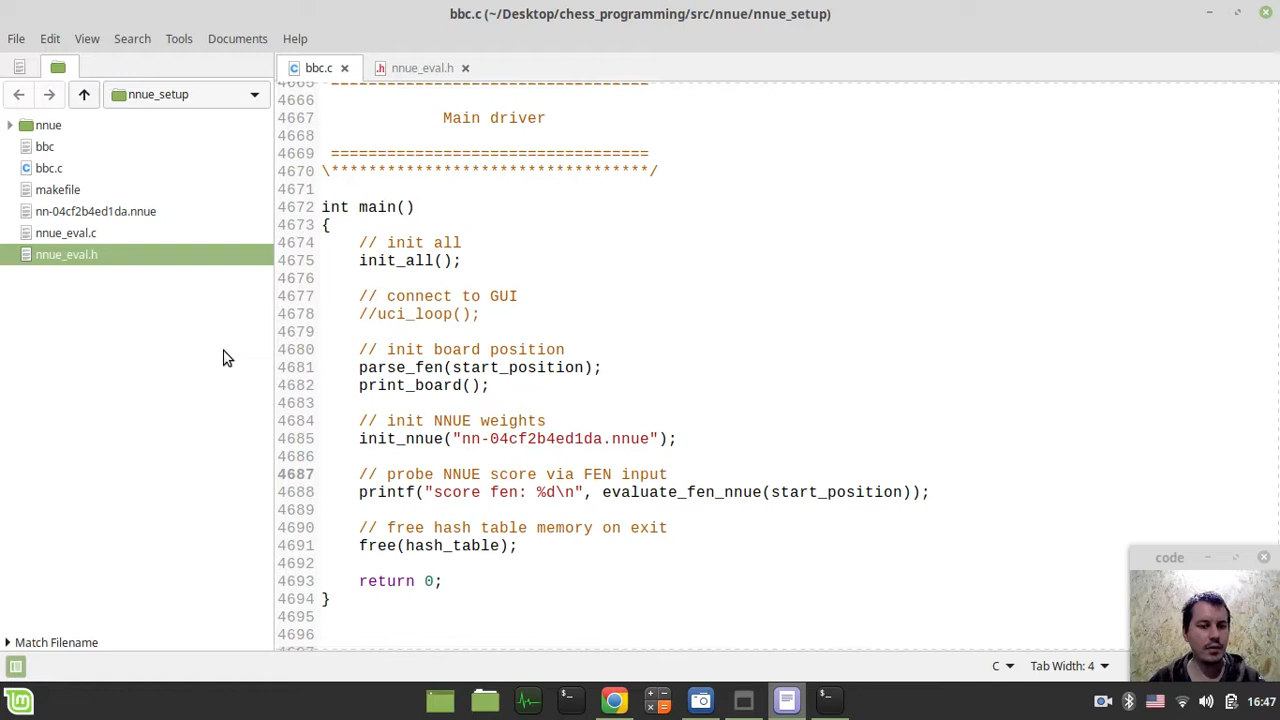 bbc.c (~/Desktop/chess_programming/src/nnue/nnue_setup)
File Edit View Search Tools Documents Help
bbc.c nnue_eval.h
nnue_setup
nnue
bbc
bbc.c
makefile
nn-04cf2b4ed1da.nnue
nnue_eval.c
nnue_eval.h
Match Filename
4665 ==================================
4666
4667 Main driver
4668
4669 ==================================
4670 \**********************************/
4671
4672 int main()
4673 {
4674 // init all
4675 init_all();
4676
4677 // connect to GUI
4678 //uci_loop();
4679
4680 // init board position
4681 parse_fen(start_position);
4682 print_board();
4683
4684 // init NNUE weights
4685 init_nnue("nn-04cf2b4ed1da.nnue");
4686
4687 // probe NNUE score via FEN input
4688 printf("score fen: %d\n", evaluate_fen_nnue(start_position));
4689
4690 // free hash table memory on exit
4691 free(hash_table);
4692
4693 return 0;
4694 }
4695
4696
4697
code
C Tab Width: 4
16:47